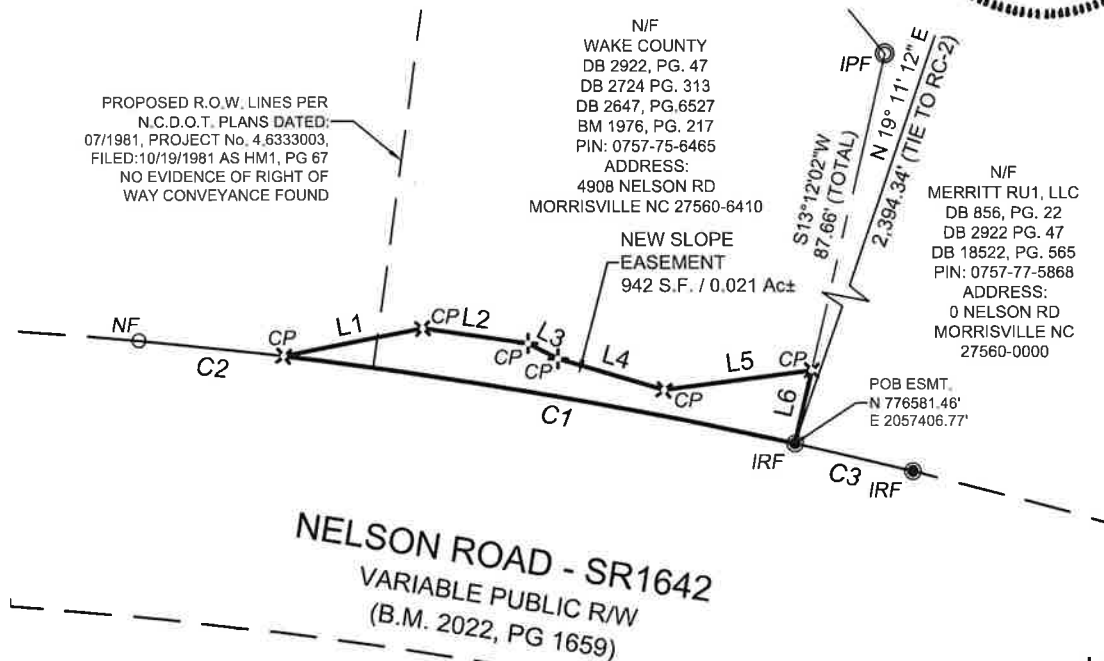 N/F
WAKE COUNTY
DB 2922, PG. 47
DB 2724 PG. 313
DB 2647, PG,6527
BM 1976, PG. 217
PIN: 0757-75-6465
ADDRESS:
4908 NELSON RD
MORRISVILLE NC 27560-6410
PROPOSED R.O.W. LINES PER
N.C.D.O.T. PLANS DATED:
07/1981, PROJECT No. 4.6333003,
FILED:10/19/1981 AS HM1, PG 67
NO EVIDENCE OF RIGHT OF
WAY CONVEYANCE FOUND
IPF
N 19° 11' 12" E
2,394.34' (TIE TO RC-2)
S13°12'02"W
87.66' (TOTAL)
N/F
MERRITT RU1, LLC
DB 856, PG. 22
DB 2922 PG. 47
DB 18522, PG. 565
PIN: 0757-77-5868
ADDRESS:
0 NELSON RD
MORRISVILLE NC
27560-0000
NEW SLOPE
EASEMENT
942 S.F. / 0.021 Ac±
NF
C2
CP
L1
CP
L2
CP
L3
CP
L4
CP
L5
CP
L6
C1
POB ESMT.
N 776581.46'
E 2057406.77'
IRF
C3
IRF
NELSON ROAD - SR1642
VARIABLE PUBLIC R/W
(B.M. 2022, PG 1659)